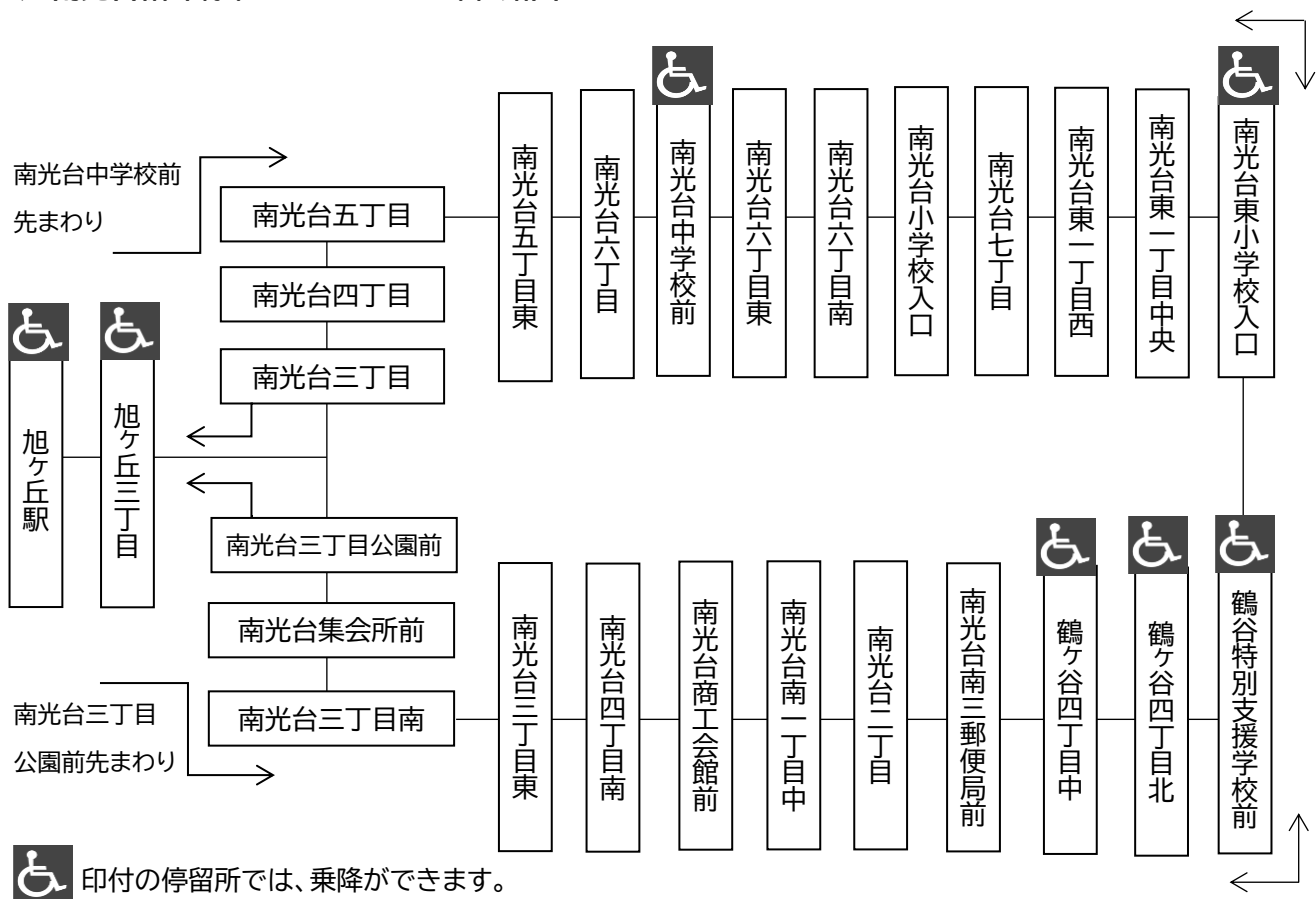 南光台中学校前
先まわり
南光台五丁目
南光台四丁目
南光台三丁目
南光台五丁目東
南光台六丁目
南光台中学校前
南光台六丁目東
南光台六丁目南
南光台小学校入口
南光台七丁目
南光台東一丁目西
南光台東一丁目中央
南光台東小学校入口
旭ヶ丘駅
旭ヶ丘三丁目
南光台三丁目公園前
南光台集会所前
南光台三丁目南
南光台三丁目東
南光台四丁目南
南光台商工会館前
南光台南一丁目中
南光台二丁目
南光台南三郵便局前
鶴ヶ谷四丁目中
鶴ヶ谷四丁目北
鶴谷特別支援学校前
南光台三丁目
公園前先まわり
印付の停留所では、乗降ができます。